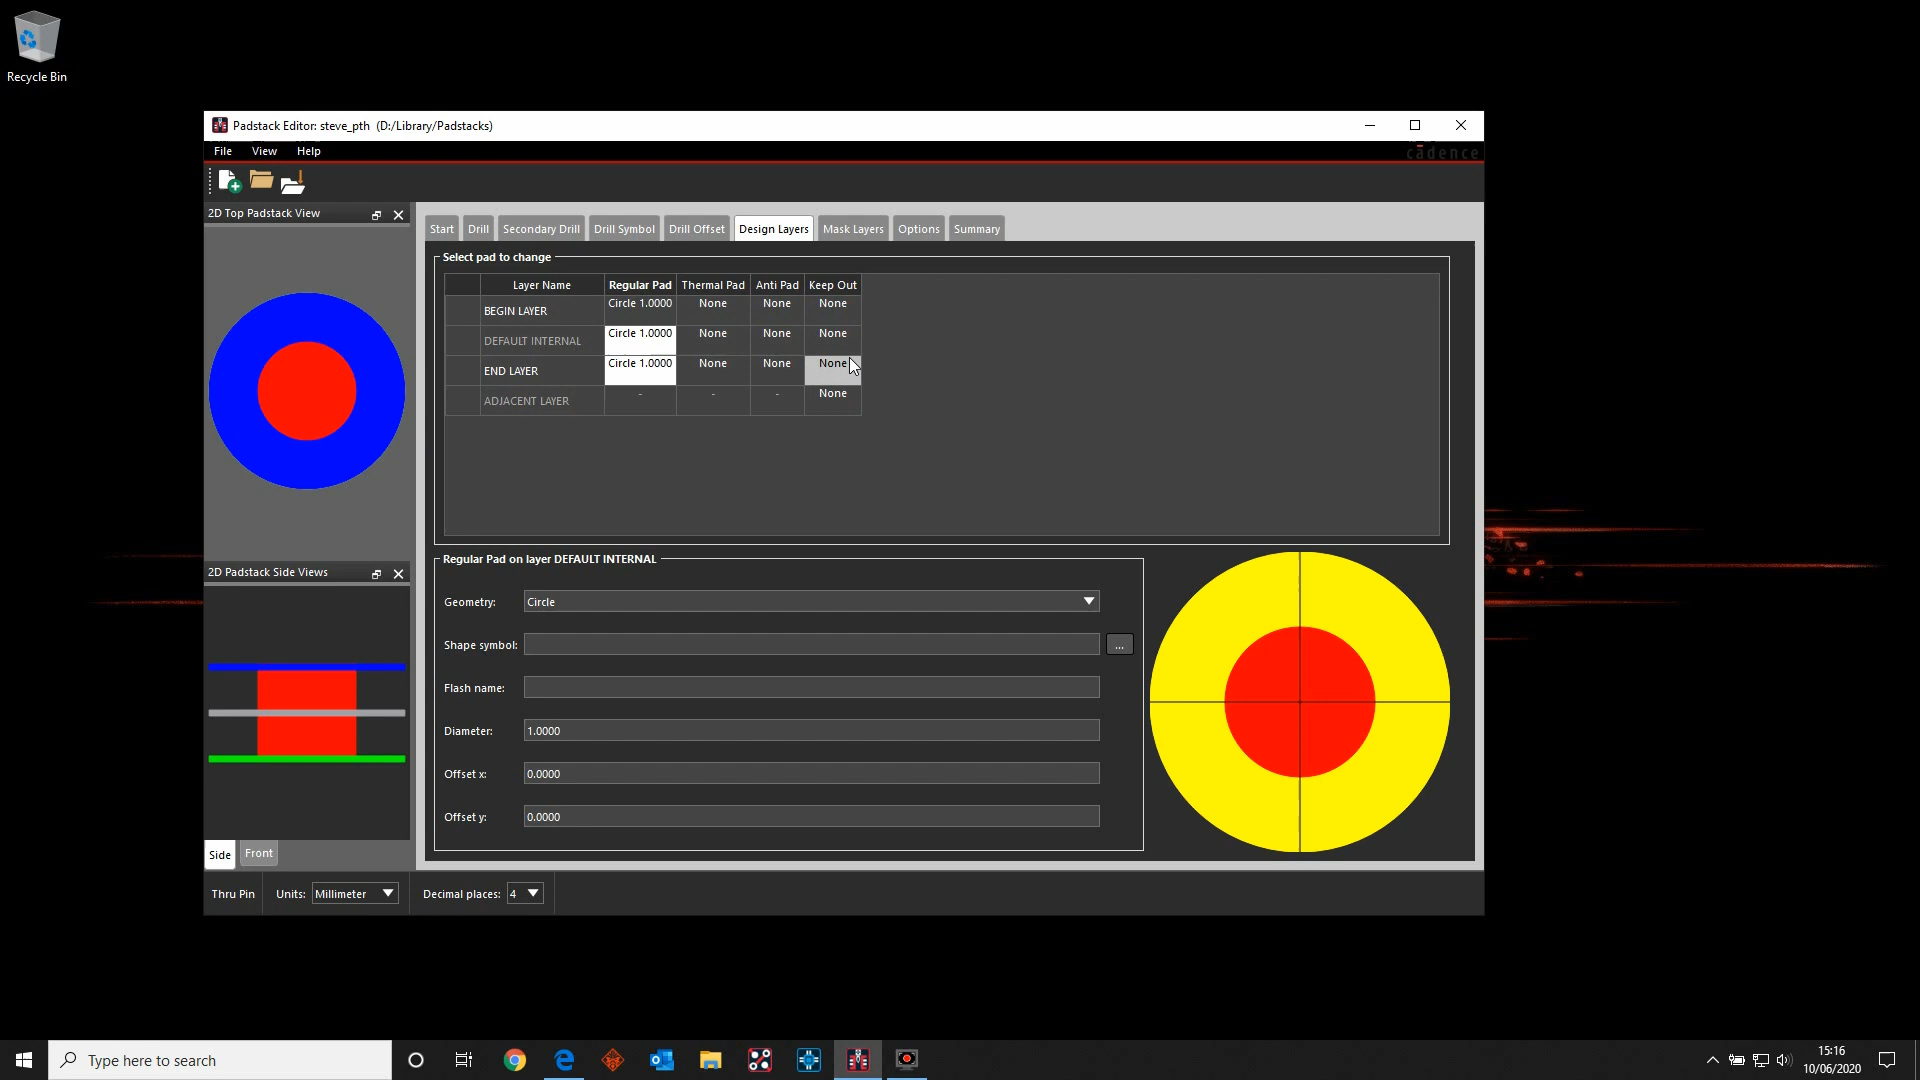 Recycle Bin
Padstack Editor: steve_pth (D:/Library/Padstacks)
File View Help
cadence
2D Top Padstack View
Start Drill Secondary Drill Drill Symbol Drill Offset Design Layers Mask Layers Options Summary
Select pad to change
Layer Name Regular Pad Thermal Pad Anti Pad Keep Out
BEGIN LAYER Circle 1.0000 None None None
DEFAULT INTERNAL Circle 1.0000 None None None
END LAYER Circle 1.0000 None None None
ADJACENT LAYER - - - None
Regular Pad on layer DEFAULT INTERNAL
2D Padstack Side Views
Geometry: Circle
Shape symbol: ...
Flash name:
Diameter: 1.0000
Offset x: 0.0000
Offset y: 0.0000
Side Front
Thru Pin Units: Millimeter Decimal places: 4
Type here to search
15:16
10/06/2020